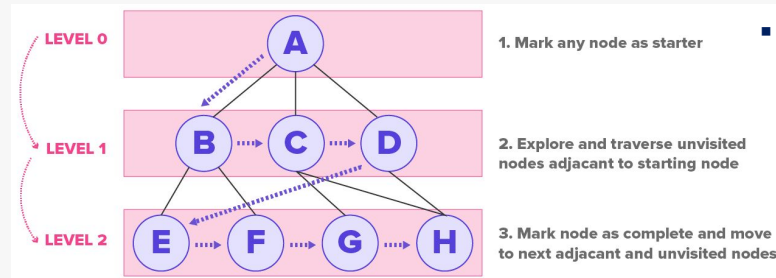 LEVEL 0
A
1. Mark any node as starter
LEVEL 1
B C D
2. Explore and traverse unvisited
nodes adjacant to starting node
LEVEL 2
E F G H
3. Mark node as complete and move
to next adjacant and unvisited nodes